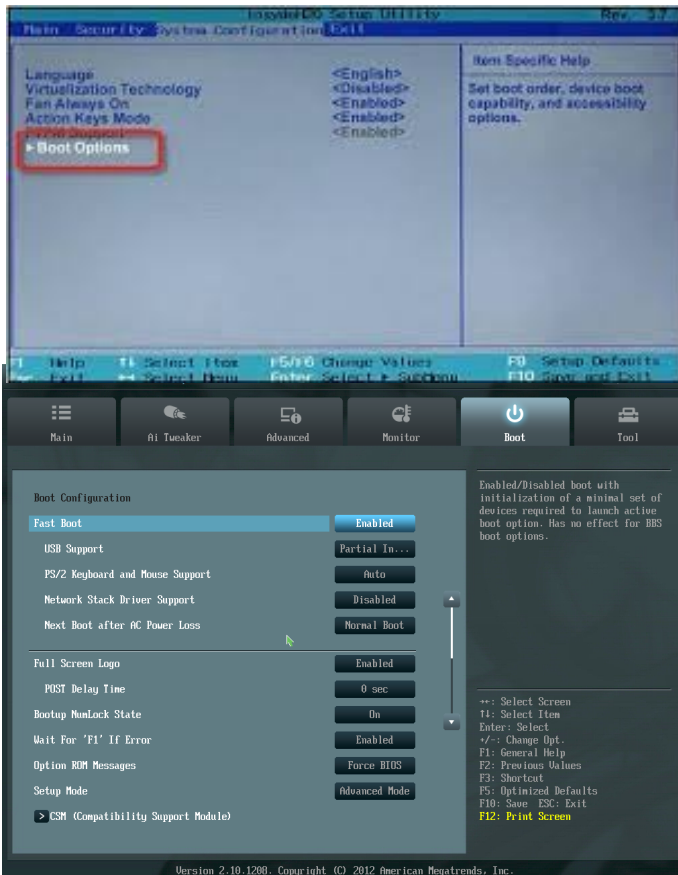 InsydeH20 Setup Utility Rev. 3.7
Main Security System Configuration Exit
Item Specific Help
Language <English>
Virtualization Technology <Disabled>
Fan Always On <Enabled>
Action Keys Mode <Enabled>
Support <Enabled>
▸ Boot Options
Set boot order, device boot
capability, and accessibility
options.
F1 Help ↑↓ Select Item F5/F6 Change Values F9 Setup Defaults
Esc Exit ↔ Select Menu Enter Select ▸ SubMenu F10 Save and Exit
Main Ai Tweaker Advanced Monitor Boot Tool
Boot Configuration
Fast Boot Enabled
USB Support Partial In...
PS/2 Keyboard and Mouse Support Auto
Network Stack Driver Support Disabled
Next Boot after AC Power Loss Normal Boot
Full Screen Logo Enabled
POST Delay Time 0 sec
Bootup NumLock State On
Wait For 'F1' If Error Enabled
Option ROM Messages Force BIOS
Setup Mode Advanced Mode
> CSM (Compatibility Support Module)
Enabled/Disabled boot with
initialization of a minimal set of
devices required to launch active
boot option. Has no effect for BBS
boot options.
→←: Select Screen
↑↓: Select Item
Enter: Select
+/-: Change Opt.
F1: General Help
F2: Previous Values
F3: Shortcut
F5: Optimized Defaults
F10: Save ESC: Exit
F12: Print Screen
Version 2.10.1208. Copyright (C) 2012 American Megatrends, Inc.